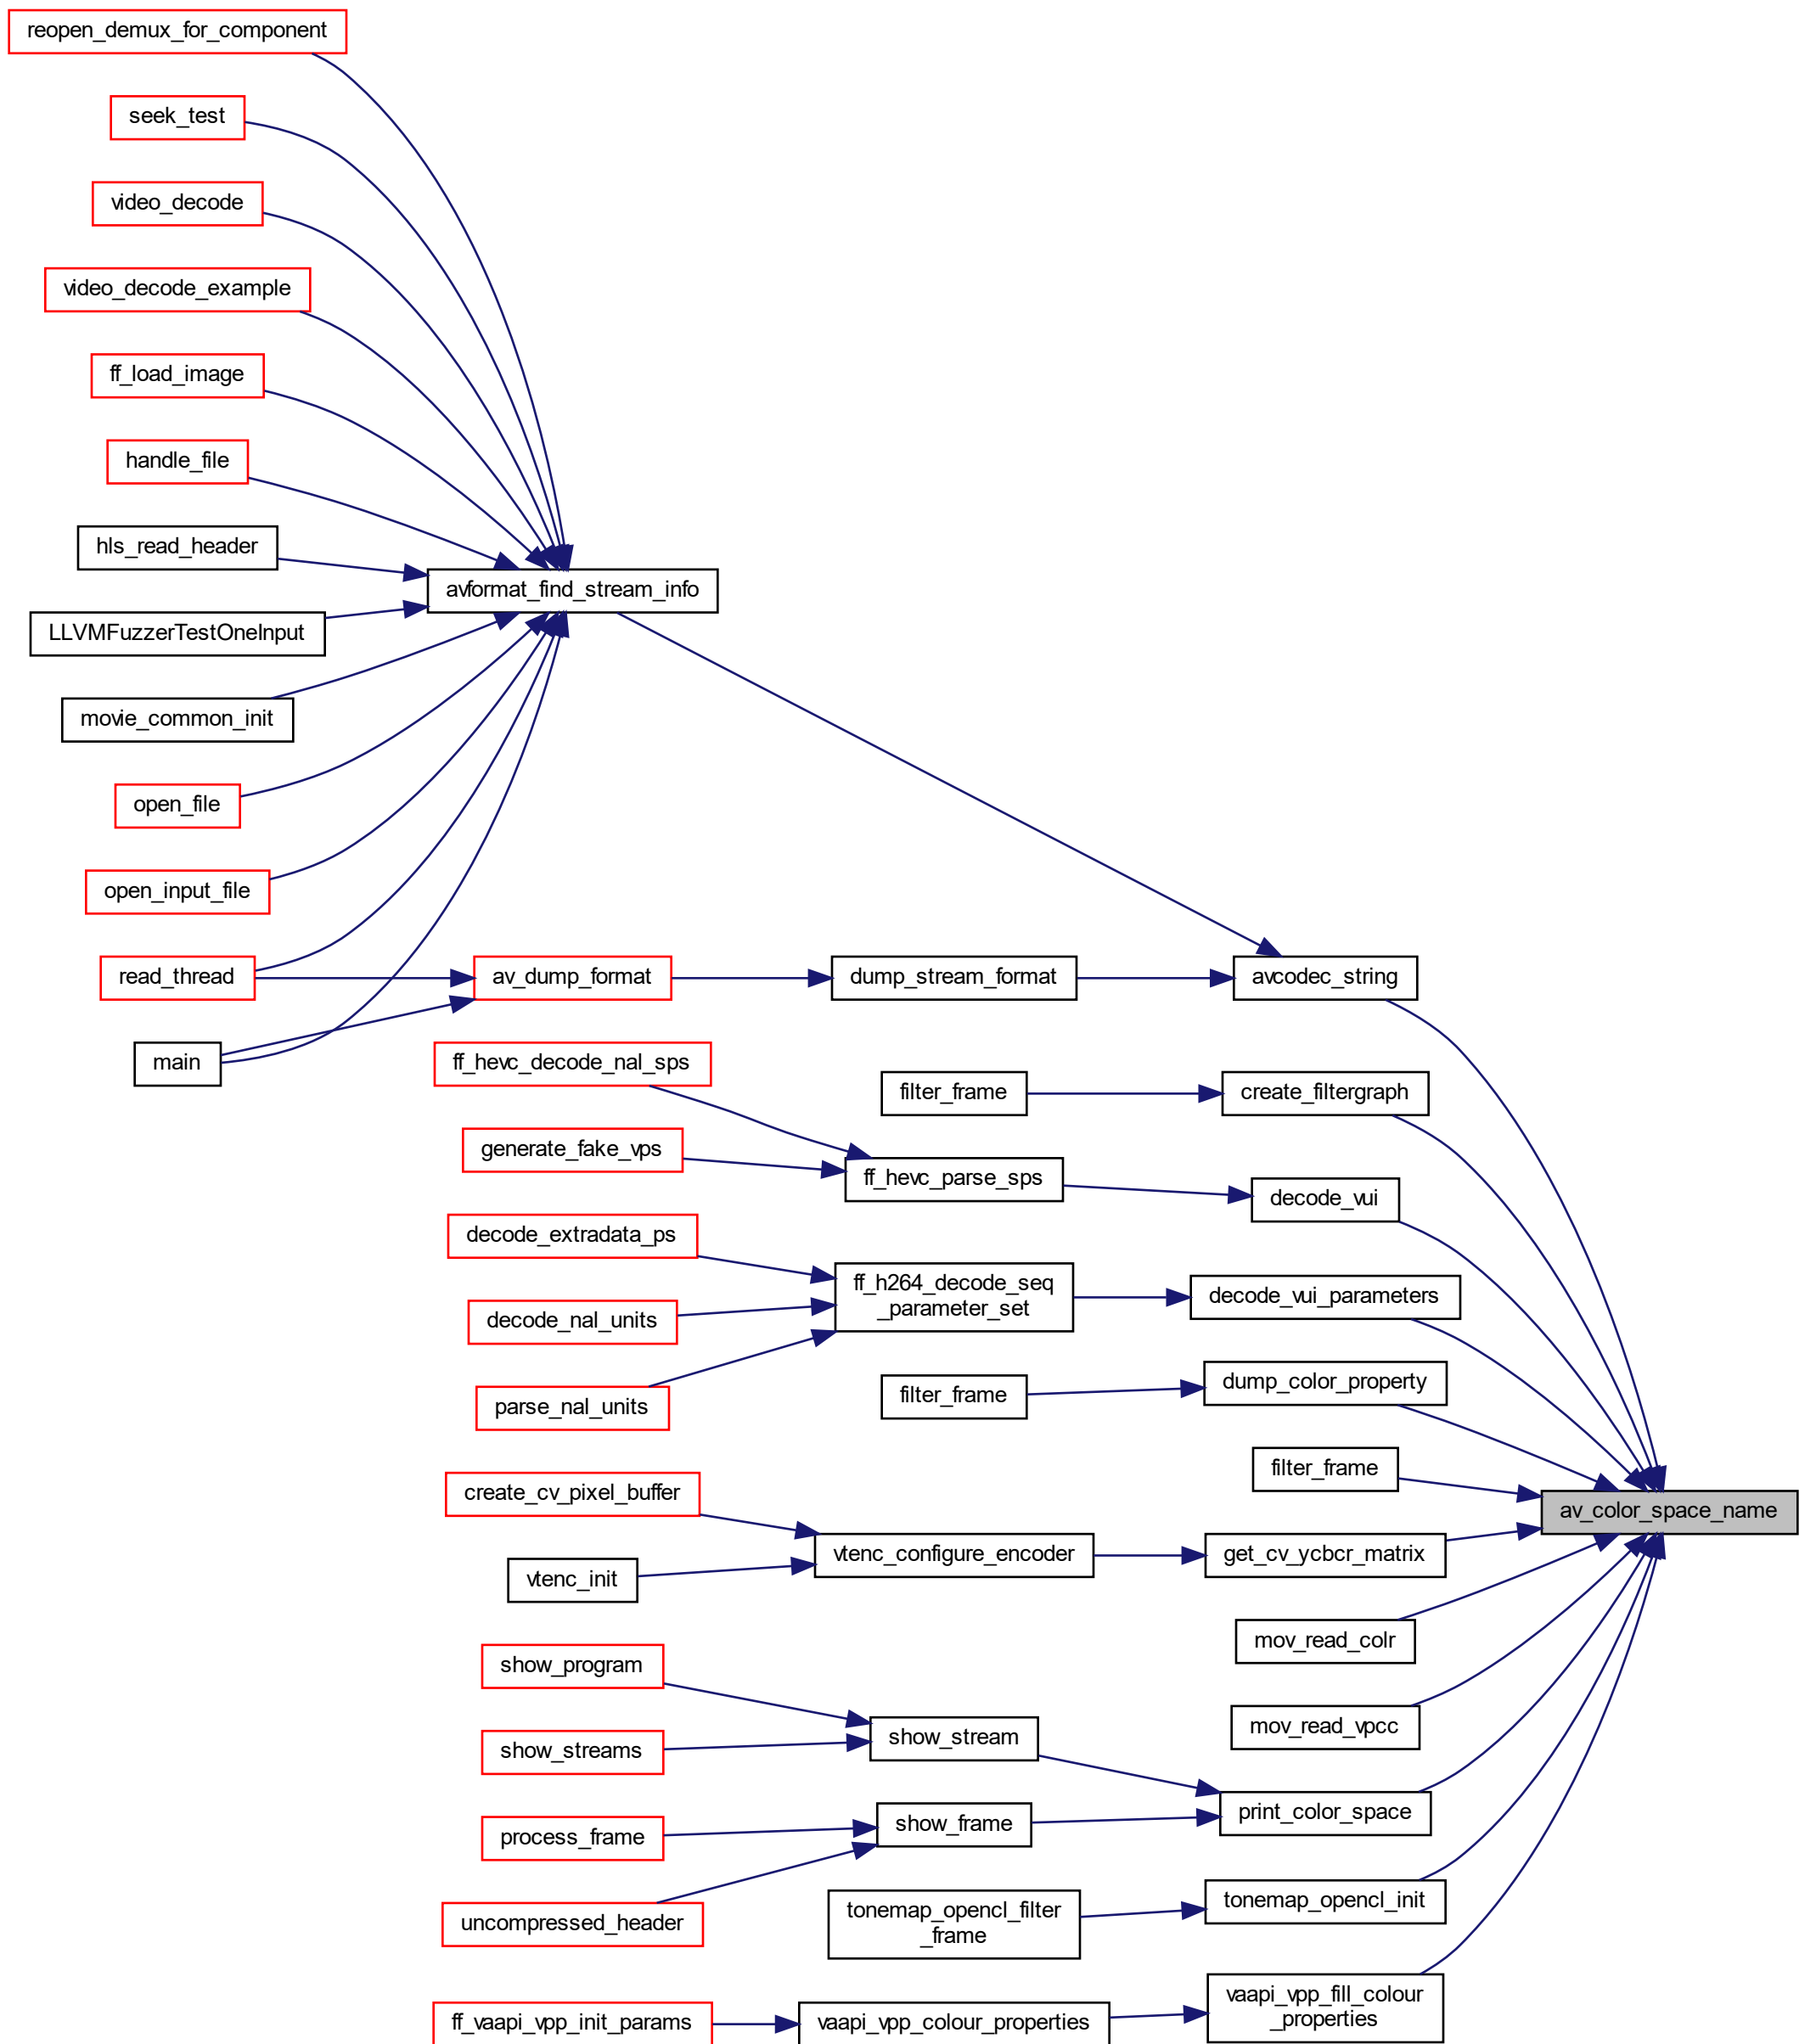 reopen_demux_for_component
seek_test
video_decode
video_decode_example
ff_load_image
handle_file
hls_read_header
avformat_find_stream_info
LLVMFuzzerTestOneInput
movie_common_init
open_file
open_input_file
read_thread
av_dump_format
dump_stream_format
avcodec_string
main
ff_hevc_decode_nal_sps
filter_frame
create_filtergraph
generate_fake_vps
ff_hevc_parse_sps
decode_vui
decode_extradata_ps
ff_h264_decode_seq
_parameter_set
decode_vui_parameters
decode_nal_units
parse_nal_units
filter_frame
dump_color_property
filter_frame
create_cv_pixel_buffer
av_color_space_name
vtenc_configure_encoder
get_cv_ycbcr_matrix
vtenc_init
mov_read_colr
show_program
mov_read_vpcc
show_stream
show_streams
print_color_space
show_frame
process_frame
uncompressed_header
tonemap_opencl_filter
_frame
tonemap_opencl_init
vaapi_vpp_fill_colour
_properties
ff_vaapi_vpp_init_params
vaapi_vpp_colour_properties